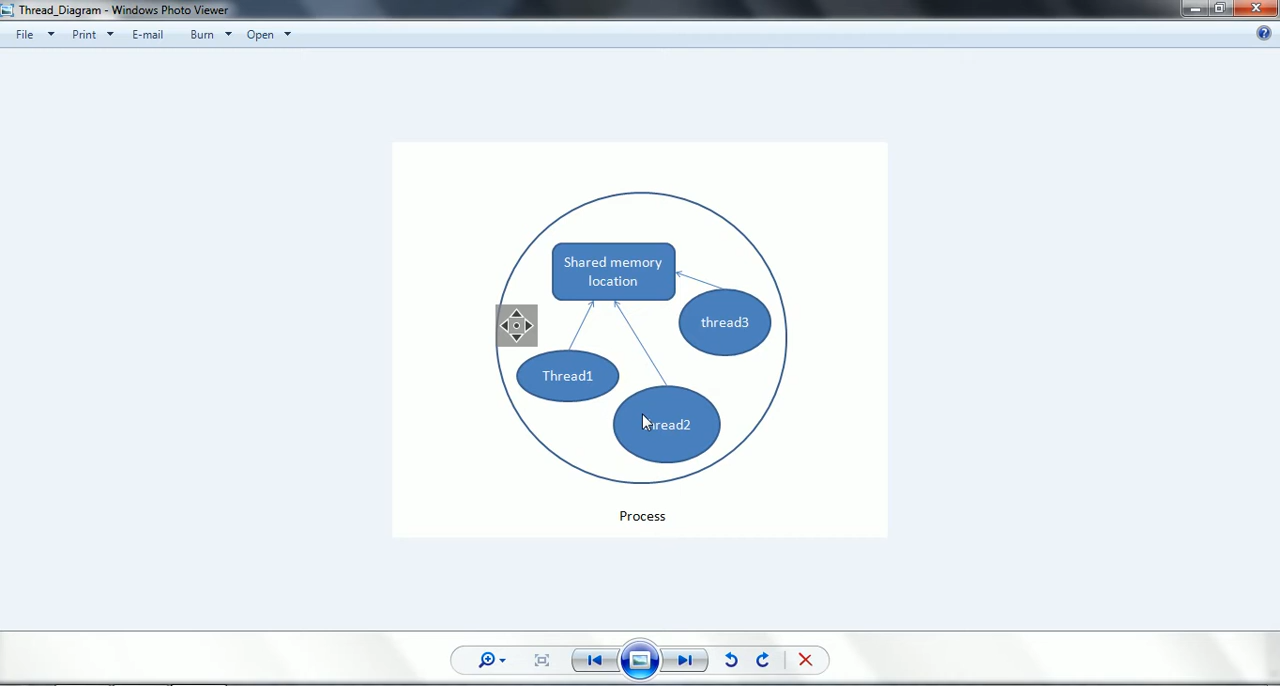 Thread_Diagram - Windows Photo Viewer
File Print E-mail Burn Open
Shared memory
location
thread3
Thread1
Process